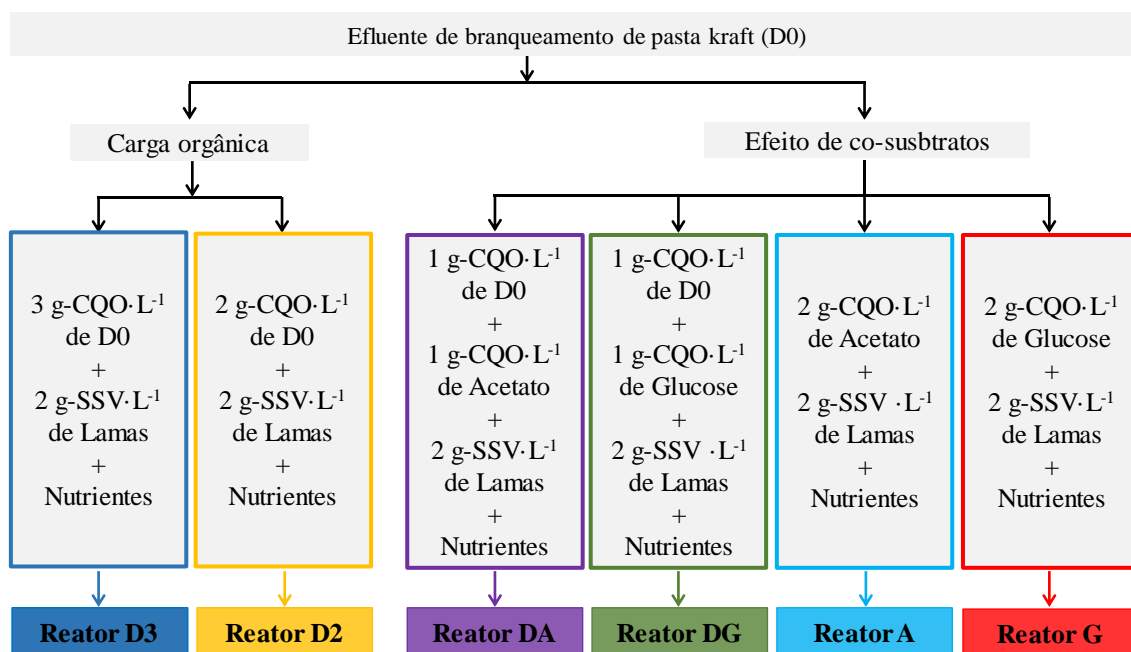 Efluente de branqueamento de pasta kraft (D0)
Carga orgânica
Efeito de co-susbtratos
3 g-CQO·L⁻¹
de D0
+
2 g-SSV·L⁻¹
de Lamas
+
Nutrientes
2 g-CQO·L⁻¹
de D0
+
2 g-SSV·L⁻¹
de Lamas
+
Nutrientes
1 g-CQO·L⁻¹
de D0
+
1 g-CQO·L⁻¹
de Acetato
+
2 g-SSV·L⁻¹
de Lamas
+
Nutrientes
1 g-CQO·L⁻¹
de D0
+
1 g-CQO·L⁻¹
de Glucose
+
2 g-SSV ·L⁻¹
de Lamas
+
Nutrientes
2 g-CQO·L⁻¹
de Acetato
+
2 g-SSV ·L⁻¹
de Lamas
+
Nutrientes
2 g-CQO·L⁻¹
de Glucose
+
2 g-SSV·L⁻¹
de Lamas
+
Nutrientes
Reator D3
Reator D2
Reator DA
Reator DG
Reator A
Reator G